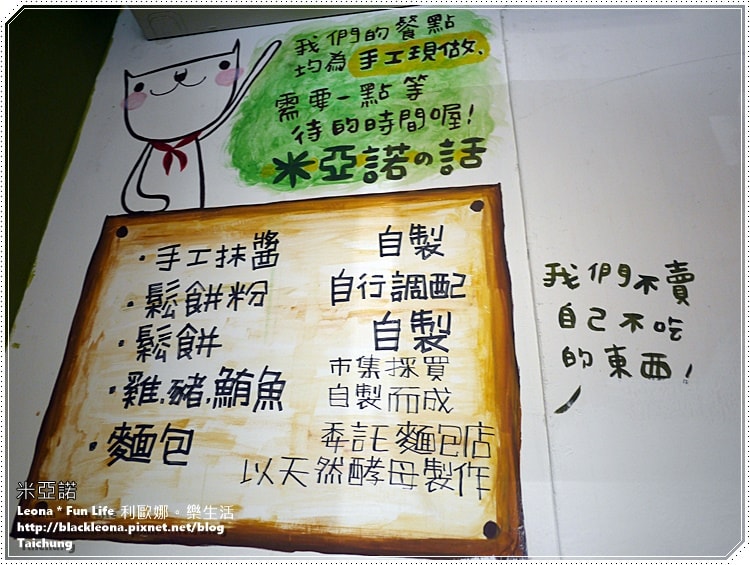 我們的餐點
均為手工現做、
需要一點等
待的時間喔!
米亞諾の話
・手工抹醬 自製
・鬆餅粉 自行調配
・鬆餅 自製
・雞.豬.鮪魚 市集採買
自製而成
・麵包 委託麵包店
以天然酵母製作
我們不賣
自己不吃
的東西!
米亞諾
Leona * Fun Life 利歐娜。樂生活
http://blackleona.pixnet.net/blog
Taichung